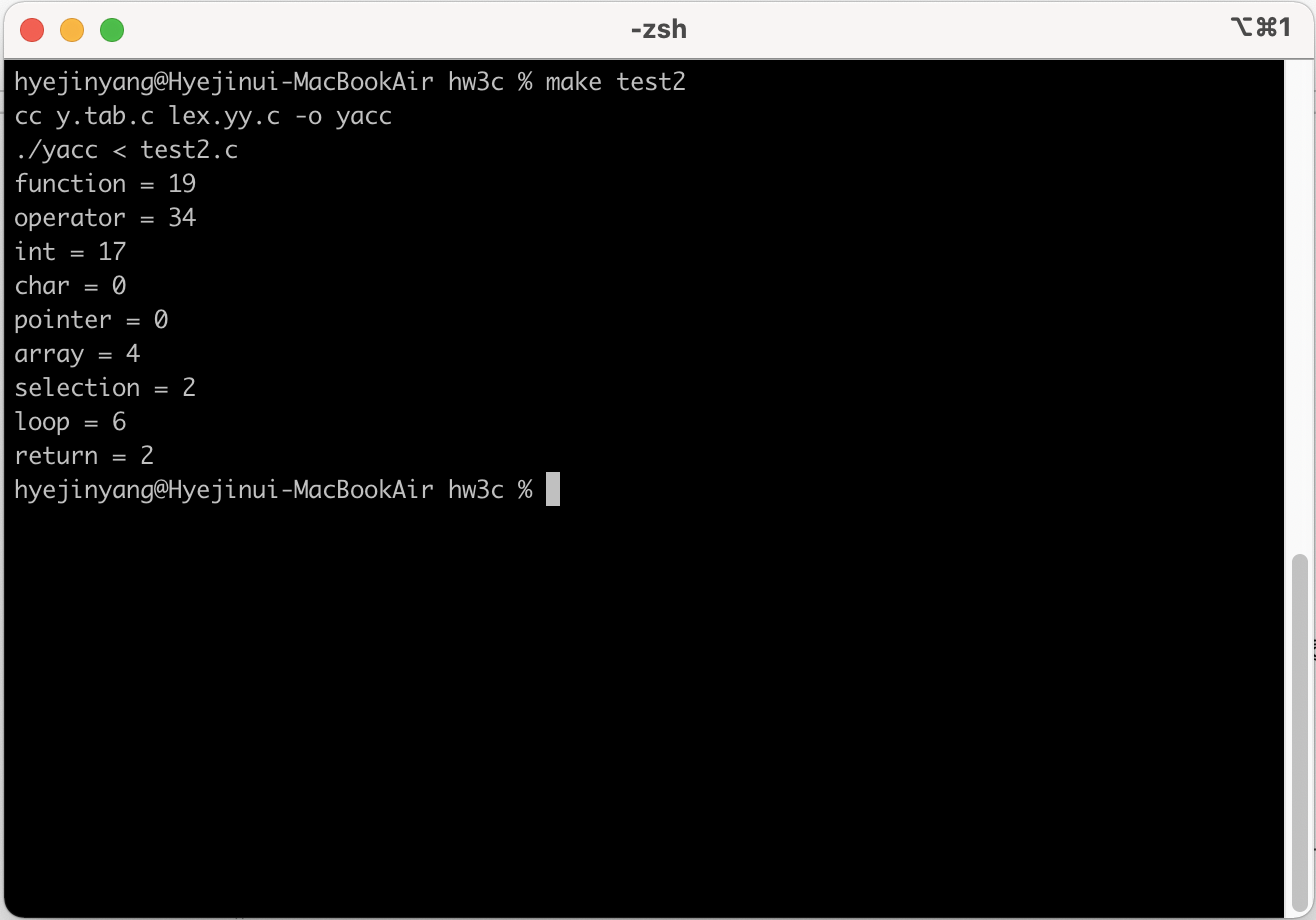 -zsh
⌥⌘1
hyejinyang@Hyejinui-MacBookAir hw3c % make test2
cc y.tab.c lex.yy.c -o yacc
./yacc < test2.c
function = 19
operator = 34
int = 17
char = 0
pointer = 0
array = 4
selection = 2
loop = 6
return = 2
hyejinyang@Hyejinui-MacBookAir hw3c %